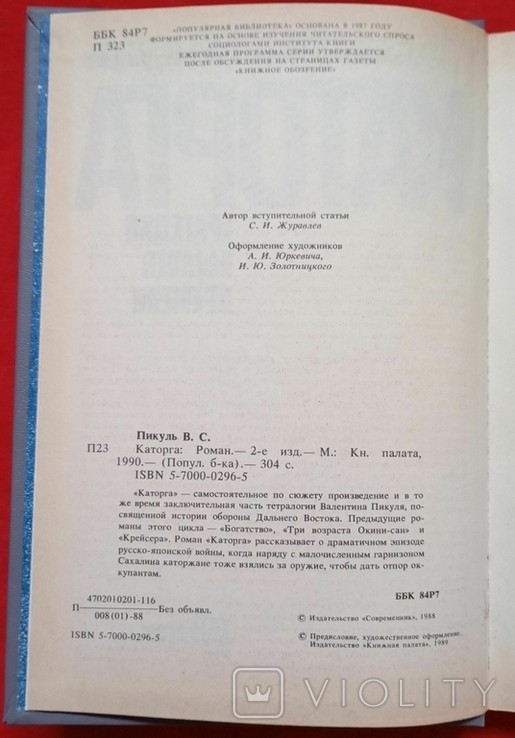 ББК 84Р7
П 323
«ПОПУЛЯРНАЯ БИБЛИОТЕКА» ОСНОВАНА В 1987 ГОДУ
ФОРМИРУЕТСЯ НА ОСНОВЕ ИЗУЧЕНИЯ ЧИТАТЕЛЬСКОГО СПРОСА
СОЦИОЛОГАМИ ИНСТИТУТА КНИГИ
ЕЖЕГОДНАЯ ПРОГРАММА СЕРИИ УТВЕРЖДАЕТСЯ
ПОСЛЕ ОБСУЖДЕНИЯ НА СТРАНИЦАХ ГАЗЕТЫ
«КНИЖНОЕ ОБОЗРЕНИЕ»
Автор вступительной статьи
С. И. Журавлев
Оформление художников
А. И. Юркевича,
И. Ю. Золотницкого
Пикуль В. С.
П23 Каторга: Роман.— 2-е изд.— М.: Кн. палата,
1990.— (Попул. б-ка).— 304 с.
ISBN 5-7000-0296-5
«Каторга» — самостоятельное по сюжету произведение и в то
же время заключительная часть тетралогии Валентина Пикуля, по-
священной истории обороны Дальнего Востока. Предыдущие ро-
маны этого цикла — «Богатство», «Три возраста Окини-сан» и
«Крейсера». Роман «Каторга» рассказывает о драматичном эпизоде
русско-японской войны, когда наряду с малочисленным гарнизоном
Сахалина каторжане тоже взялись за оружие, чтобы дать отпор ок-
купантам.
4702010201-116
П———Без объявл.
008(01)-88
ББК 84Р7
ISBN 5-7000-0296-5
© Издательство «Современник», 1988
© Предисловие, художественное оформление.
Издательство «Книжная палата», 1989
VIOLITY